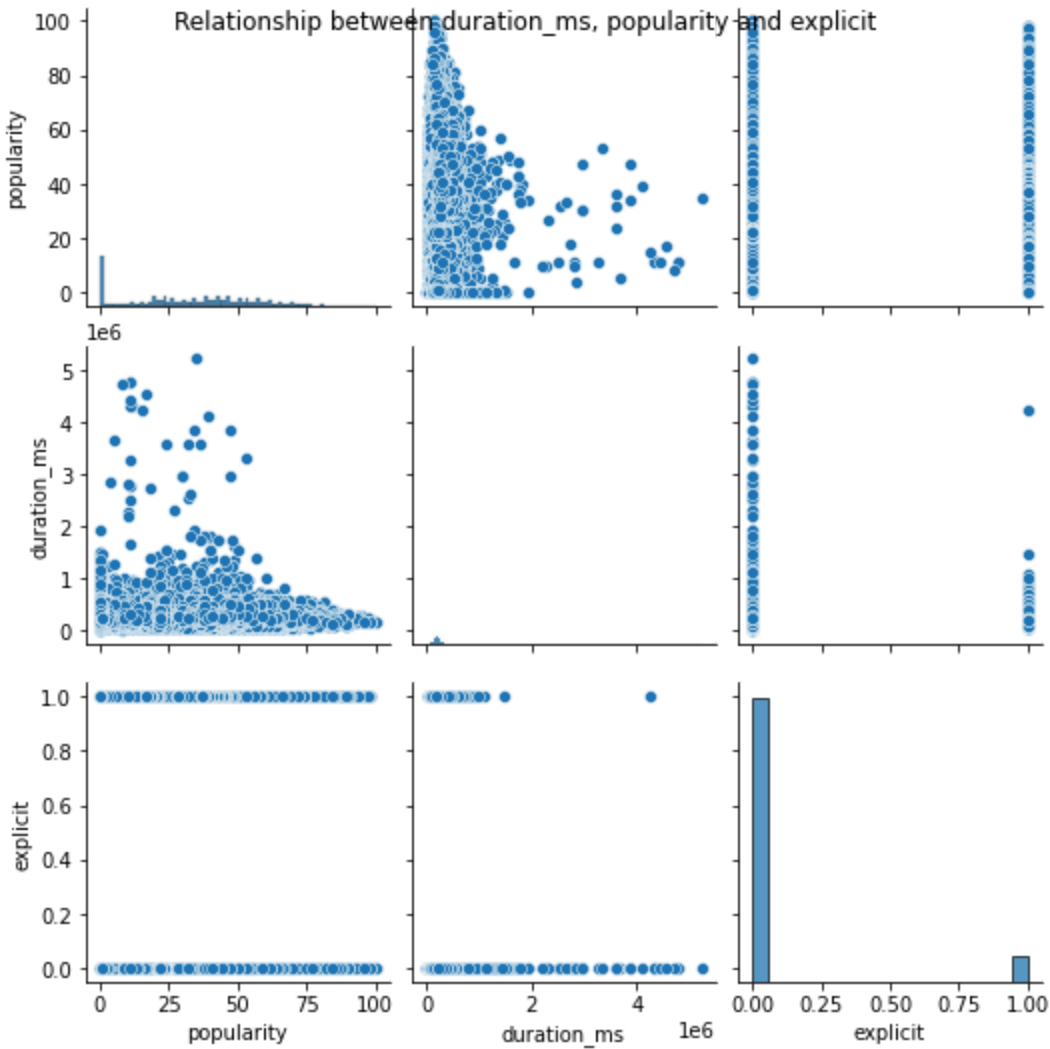 Relationship between duration_ms, popularity and explicit
100
80
60
40
20
0
popularity
0 25 50 75 100
0 2 4
0.00 0.25 0.50 0.75 1.00
1e6
5
4
3
2
1
0
duration_ms
1.0
0.8
0.6
0.4
0.2
0.0
explicit
popularity
duration_ms
1e6
explicit